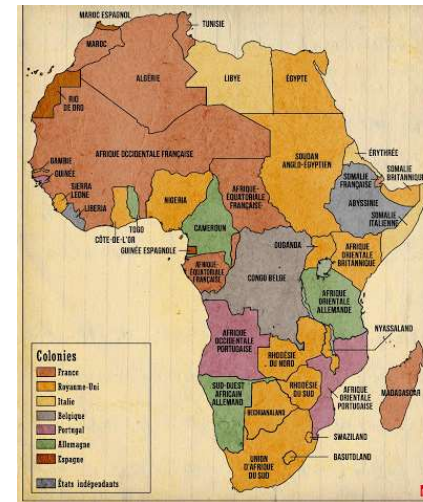 MAROC ESPAGNOL
TUNISIE
MAROC
ALGÉRIE
LIBYE
ÉGYPTE
RIO
DE ORO
AFRIQUE OCCIDENTALE FRANÇAISE
SOUDAN
ANGLO-ÉGYPTIEN
ÉRYTHRÉE
GAMBIE
GUINÉE
SIERRA
LEONE
LIBERIA
NIGERIA
AFRIQUE-
ÉQUATORIALE
FRANÇAISE
SOMALIE
FRANÇAISE
SOMALIE
BRITANNIQUE
ABYSSINIE
SOMALIE
ITALIENNE
TOGO
CÔTE-DE-L'OR
CAMEROUN
GUINÉE ESPAGNOLE
AFRIQUE-
ÉQUATORIALE
FRANÇAISE
OUGANDA
AFRIQUE
ORIENTALE
BRITANNIQUE
CONGO BELGE
AFRIQUE
ORIENTALE
ALLEMANDE
AFRIQUE
OCCIDENTALE
PORTUGAISE
NYASSALAND
RHODÉSIE
DU NORD
RHODÉSIE
DU SUD
MADAGASCAR
AFRIQUE
ORIENTALE
PORTUGAISE
SUD-OUEST
AFRICAIN
ALLEMAND
BECHUANALAND
SWAZILAND
BASUTOLAND
UNION
D'AFRIQUE
DU SUD
Colonies
France
Royaume-Uni
Italie
Belgique
Portugal
Allemagne
Espagne
États indépendants